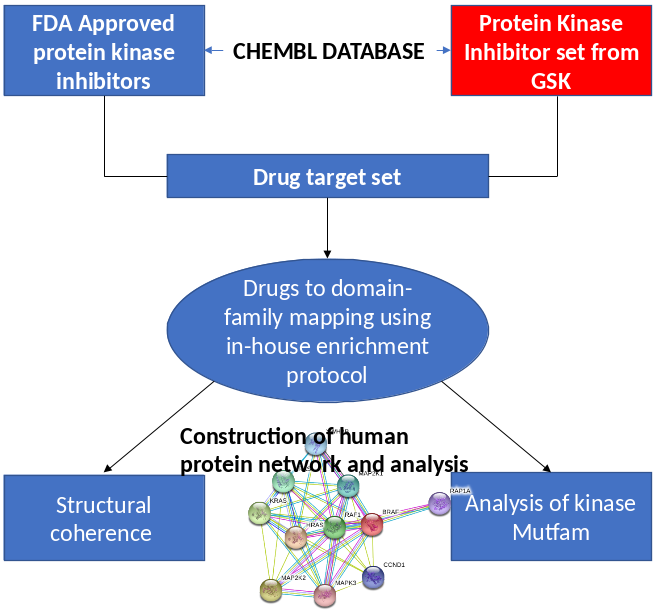 FDA Approved
protein kinase
inhibitors
CHEMBL DATABASE
Protein Kinase
Inhibitor set from
GSK
Drug target set
Drugs to domain-
family mapping using
in-house enrichment
protocol
Construction of human
protein network and analysis
Structural
coherence
MAP2K1
KRAS
RAP1A
HRAS
RAF1
BRAF
MAP2K2
MAPK3
CCND1
Analysis of kinase
Mutfam